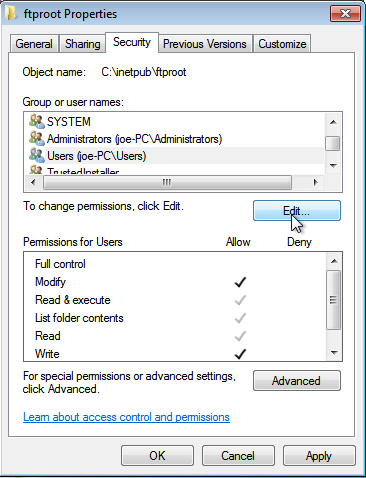 ftproot Properties
General Sharing Security Previous Versions Customize
Object name: C:\inetpub\ftproot
Group or user names:
SYSTEM
Administrators (joe-PC\Administrators)
Users (joe-PC\Users)
TrustedInstaller
To change permissions, click Edit.
Edit...
Permissions for Users Allow Deny
Full control
Modify
Read & execute
List folder contents
Read
Write
For special permissions or advanced settings,
click Advanced.
Advanced
Learn about access control and permissions
OK Cancel Apply